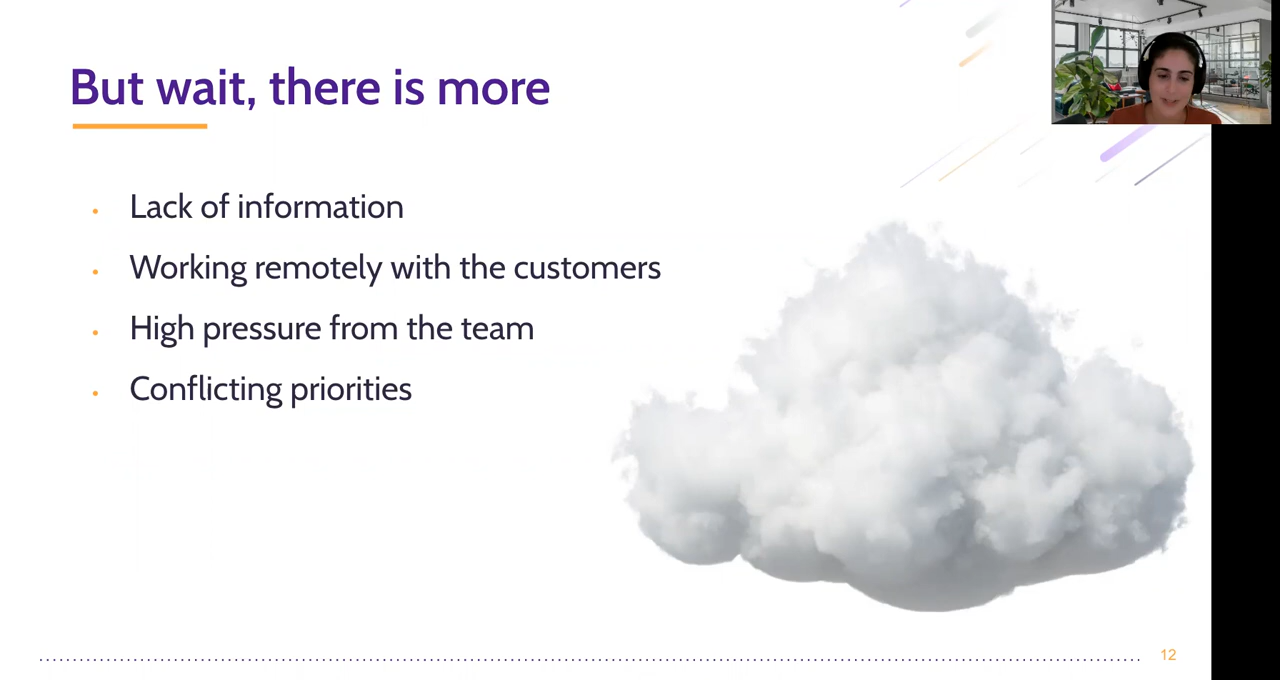 But wait, there is more
Lack of information
Working remotely with the customers
High pressure from the team
Conflicting priorities
12